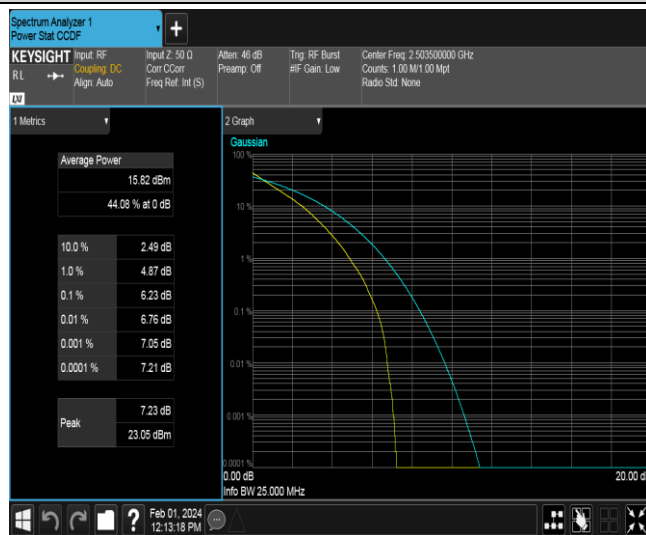 Spectrum Analyzer 1
Power Stat CCDF
+
KEYSIGHT
RL
LXI
Input: RF
Coupling: DC
Align: Auto
Input Z: 50 Ω
Corr CCorr
Freq Ref: Int (S)
Atten: 46 dB
Preamp: Off
Trig: RF Burst
#IF Gain: Low
Center Freq: 2.503500000 GHz
Counts: 1.00 M/1.00 Mpt
Radio Std: None
1 Metrics
Average Power
15.82 dBm
44.08 % at 0 dB
10.0 % 2.49 dB
1.0 % 4.87 dB
0.1 % 6.23 dB
0.01 % 6.76 dB
0.001 % 7.05 dB
0.0001 % 7.21 dB
Peak
7.23 dB
23.05 dBm
2 Graph
Gaussian
100 %
10 %
1 %
0.1 %
0.01 %
0.001 %
0.0001 %
0.00 dB
20.00 d
Info BW 25.000 MHz
?
Feb 01, 2024
12:13:18 PM